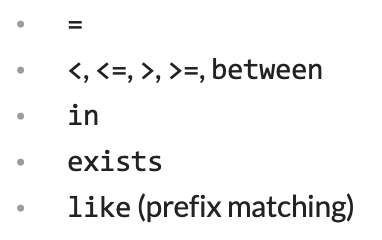 • =
• <, <=, >, >=, between
• in
• exists
• like (prefix matching)